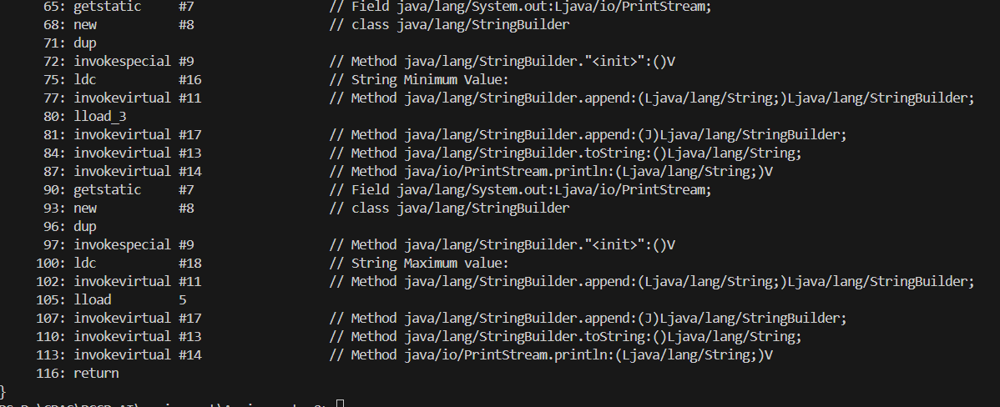 65: getstatic     #7                  // Field java/lang/System.out:Ljava/io/PrintStream;
68: new           #8                  // class java/lang/StringBuilder
71: dup
72: invokespecial #9                  // Method java/lang/StringBuilder."<init>":()V
75: ldc           #16                 // String Minimum Value:
77: invokevirtual #11                 // Method java/lang/StringBuilder.append:(Ljava/lang/String;)Ljava/lang/StringBuilder;
80: lload_3
81: invokevirtual #17                 // Method java/lang/StringBuilder.append:(J)Ljava/lang/StringBuilder;
84: invokevirtual #13                 // Method java/lang/StringBuilder.toString:()Ljava/lang/String;
87: invokevirtual #14                 // Method java/io/PrintStream.println:(Ljava/lang/String;)V
90: getstatic     #7                  // Field java/lang/System.out:Ljava/io/PrintStream;
93: new           #8                  // class java/lang/StringBuilder
96: dup
97: invokespecial #9                  // Method java/lang/StringBuilder."<init>":()V
100: ldc           #18                 // String Maximum value:
102: invokevirtual #11                 // Method java/lang/StringBuilder.append:(Ljava/lang/String;)Ljava/lang/StringBuilder;
105: lload         5
107: invokevirtual #17                 // Method java/lang/StringBuilder.append:(J)Ljava/lang/StringBuilder;
110: invokevirtual #13                 // Method java/lang/StringBuilder.toString:()Ljava/lang/String;
113: invokevirtual #14                 // Method java/io/PrintStream.println:(Ljava/lang/String;)V
116: return
}